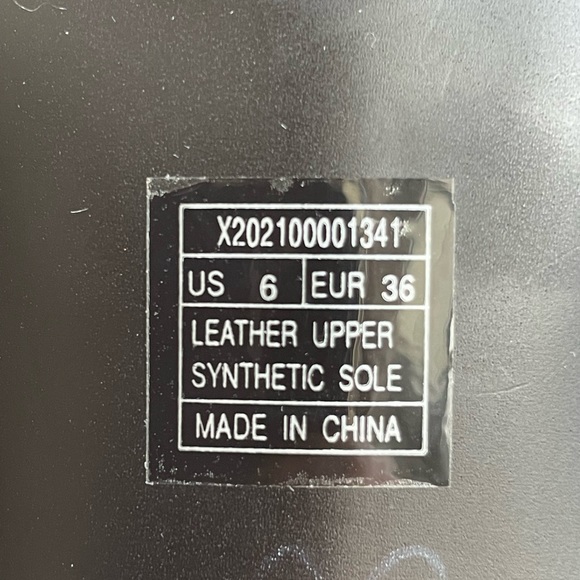 X202100001341*
US 6 EUR 36
LEATHER UPPER
SYNTHETIC SOLE
MADE IN CHINA